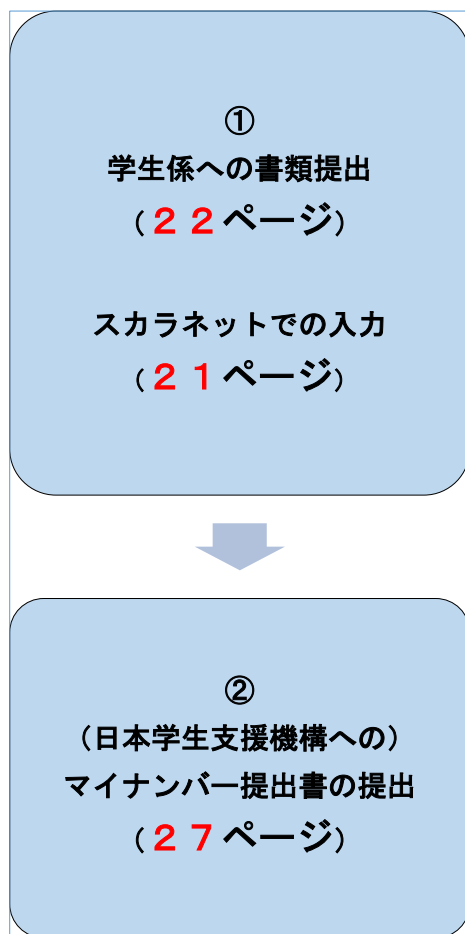 ①
学生係への書類提出
（２２ページ）
スカラネットでの入力
（２１ページ）
②
（日本学生支援機構への）
マイナンバー提出書の提出
（２７ページ）